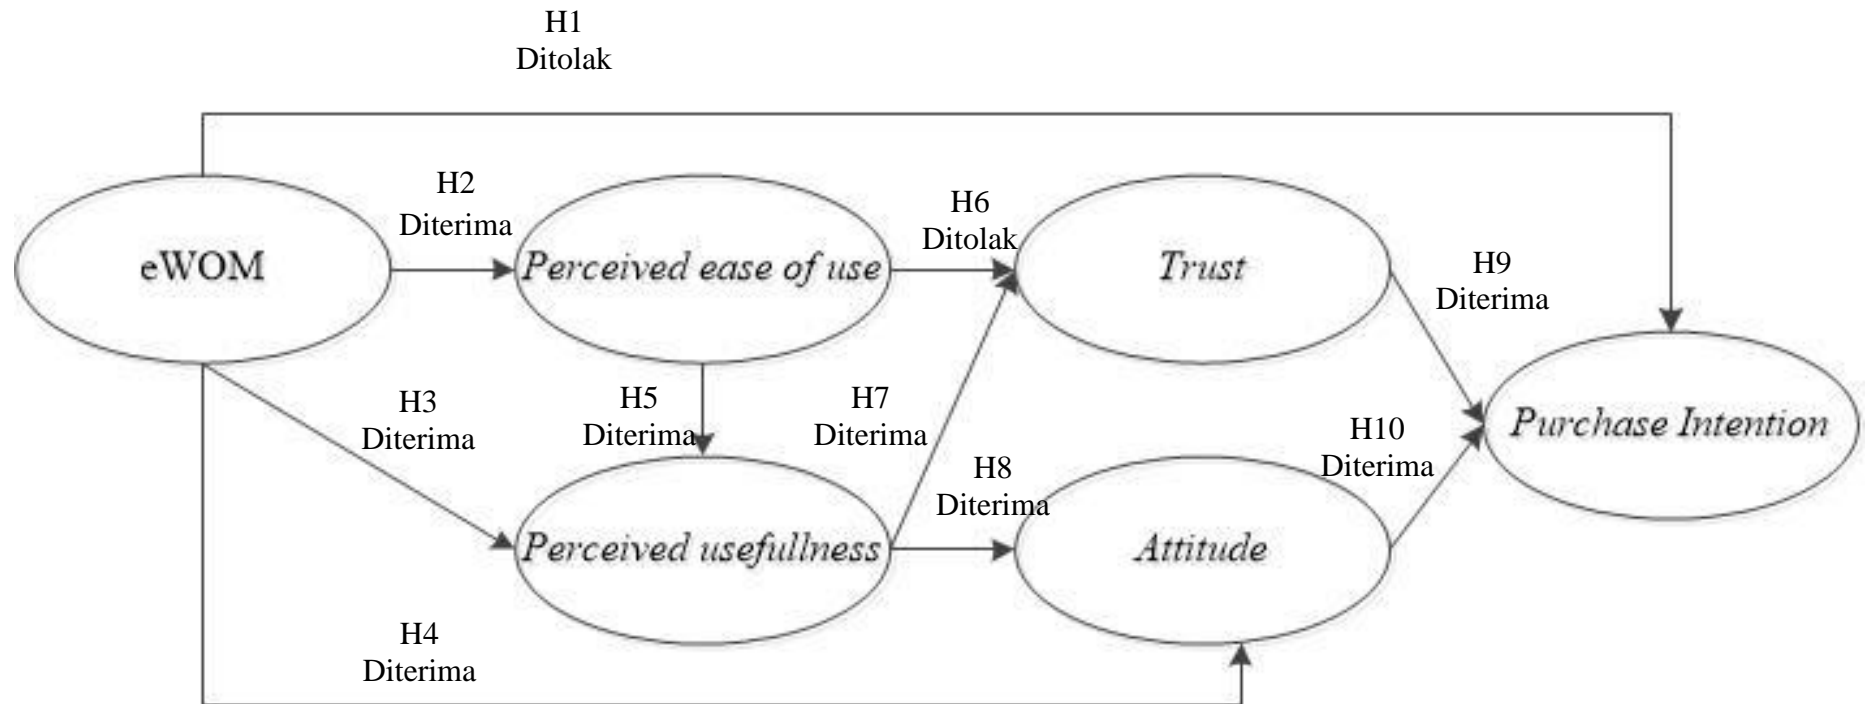 H1
Ditolak
H2
Diterima
H6
Ditolak
eWOM
Perceived ease of use
Trust
H9
Diterima
H3
Diterima
H5
Diterima
H7
Diterima
H10
Diterima
Purchase Intention
H8
Diterima
Perceived usefullness
Attitude
H4
Diterima